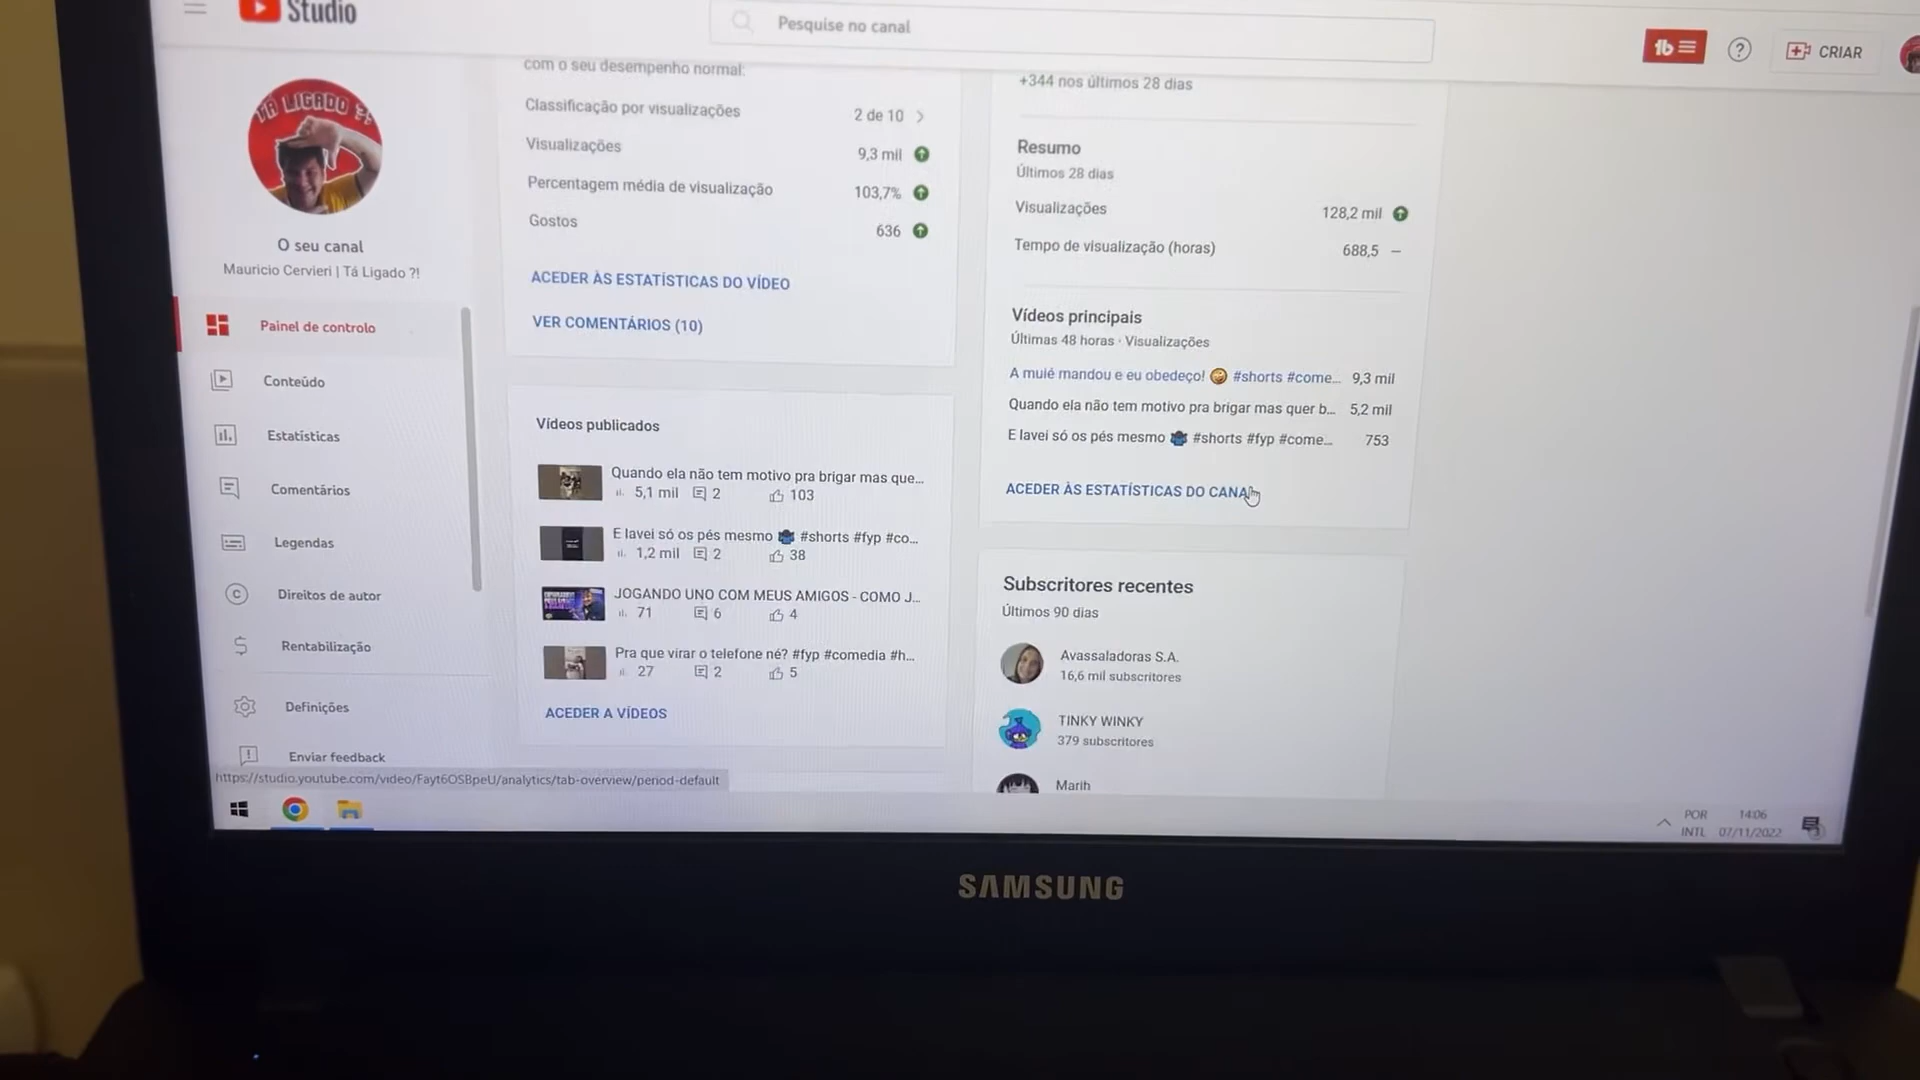 Studio
Pesquise no canal
CRIAR
TÁ LIGADO ?!
O seu canal
Mauricio Cervieri | Tá Ligado ?!
Painel de controlo
Conteúdo
Estatísticas
Comentários
Legendas
Direitos de autor
Rentabilização
Definições
Enviar feedback
com o seu desempenho normal:
Classificação por visualizações 2 de 10
Visualizações 9,3 mil
Percentagem média de visualização 103,7%
Gostos 636
ACEDER ÀS ESTATÍSTICAS DO VÍDEO
VER COMENTÁRIOS (10)
Vídeos publicados
Quando ela não tem motivo pra brigar mas que...
5,1 mil 2 103
E lavei só os pés mesmo #shorts #fyp #co...
1,2 mil 2 38
JOGANDO UNO COM MEUS AMIGOS - COMO J...
71 6 4
Pra que virar o telefone né? #fyp #comedia #h...
27 2 5
ACEDER A VÍDEOS
+344 nos últimos 28 dias
Resumo
Últimos 28 dias
Visualizações 128,2 mil
Tempo de visualização (horas) 688,5 —
Vídeos principais
Últimas 48 horas · Visualizações
A muié mandou e eu obedeço! #shorts #come... 9,3 mil
Quando ela não tem motivo pra brigar mas quer b... 5,2 mil
E lavei só os pés mesmo #shorts #fyp #come... 753
ACEDER ÀS ESTATÍSTICAS DO CANAL
Subscritores recentes
Últimos 90 dias
Avassaladoras S.A.
16,6 mil subscritores
TINKY WINKY
379 subscritores
Marih
https://studio.youtube.com/video/Fayt6OSBpeU/analytics/tab-overview/period-default
POR
INTL
14:06
07/11/2022
SAMSUNG